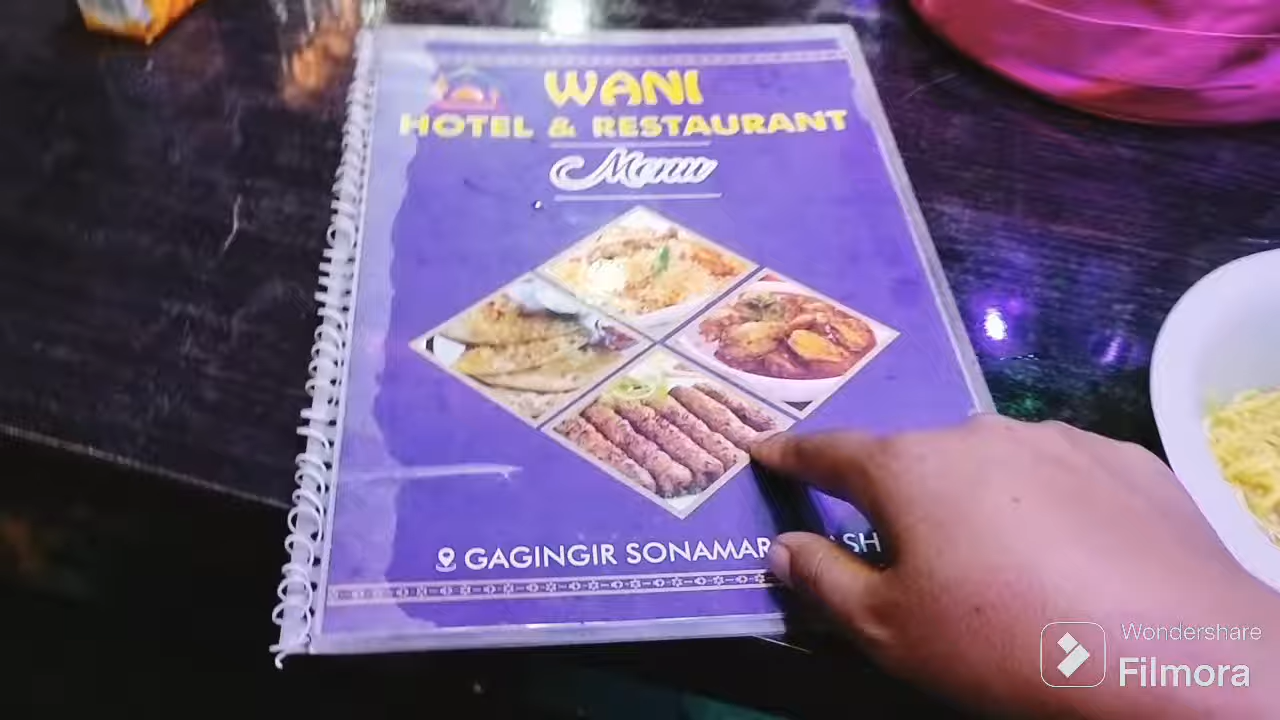 WANI
HOTEL & RESTAURANT
Menu
GAGINGIR SONAMAR
Wondershare
Filmora